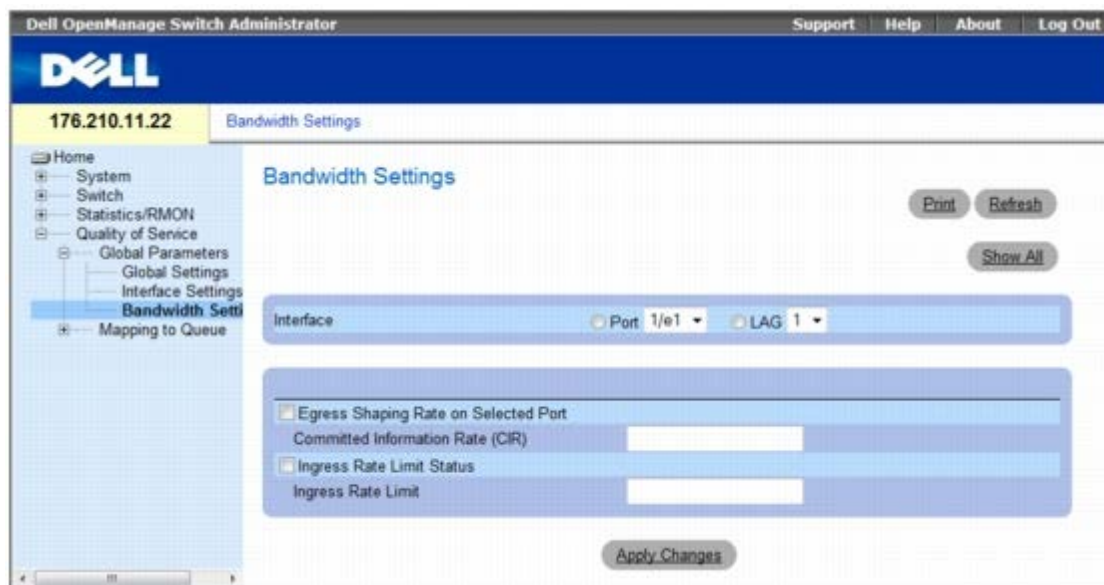 Dell OpenManage Switch Administrator Support Help About Log Out
DELL
176.210.11.22 Bandwidth Settings
Home
System
Switch
Statistics/RMON
Quality of Service
Global Parameters
Global Settings
Interface Settings
Bandwidth Setti
Mapping to Queue
Bandwidth Settings
Print Refresh
Show All
Interface Port 1/e1 LAG 1
Egress Shaping Rate on Selected Port
Committed Information Rate (CIR)
Ingress Rate Limit Status
Ingress Rate Limit
Apply Changes